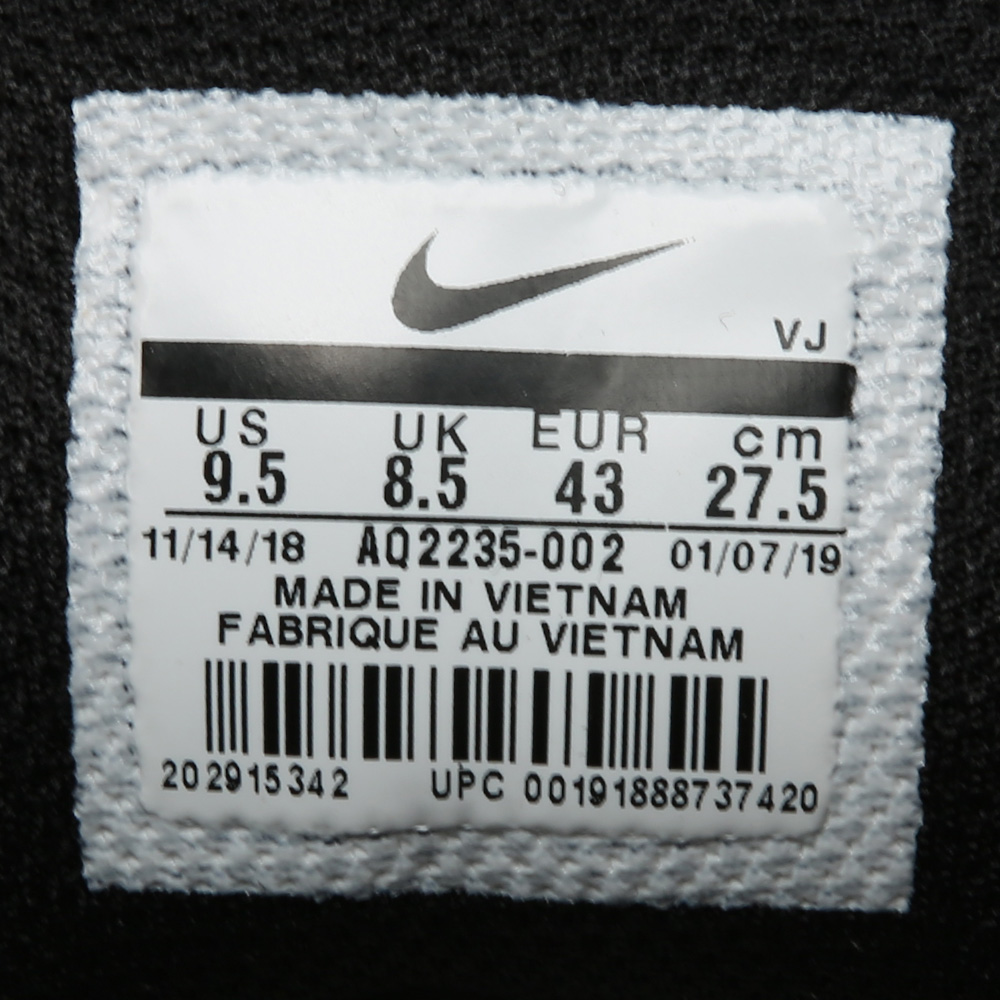 VJ
US UK EUR cm
9.5 8.5 43 27.5
11/14/18 AQ2235-002 01/07/19
MADE IN VIETNAM
FABRIQUE AU VIETNAM
202915342 UPC 00191888737420